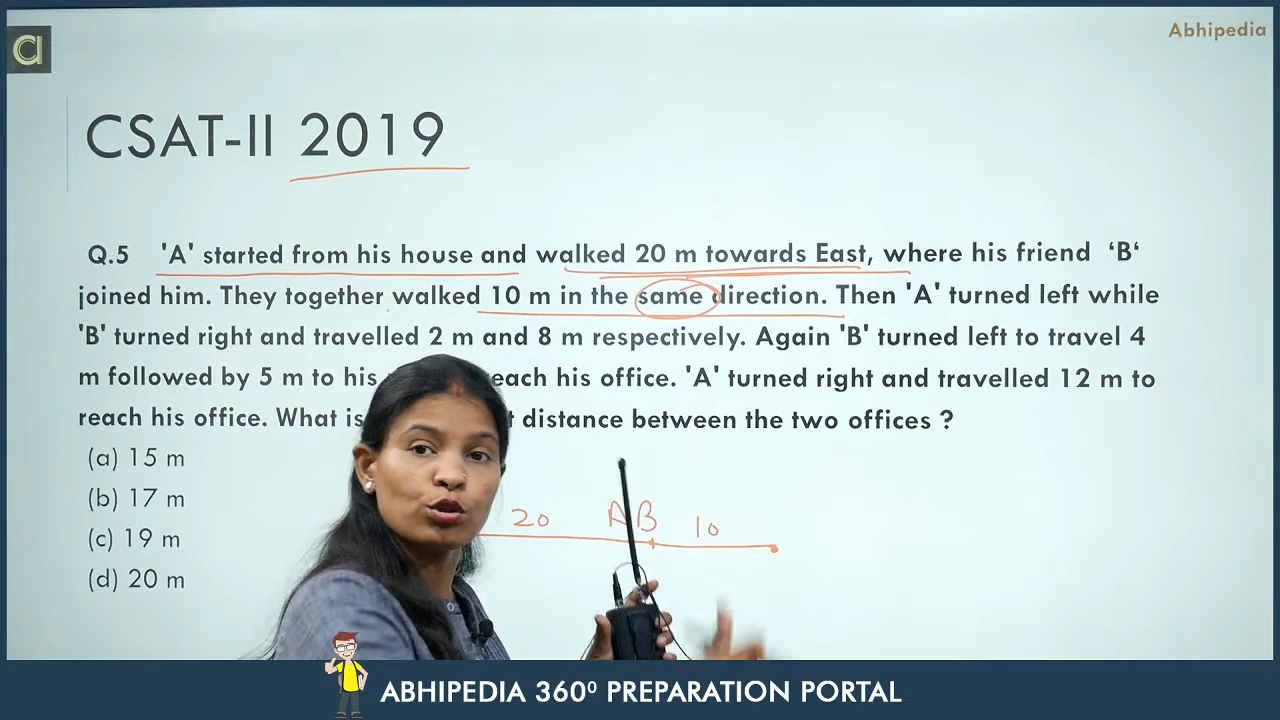 Abhipedia
a
CSAT-II 2019
Q.5 'A' started from his house and walked 20 m towards East, where his friend ‘B‘
joined him. They together walked 10 m in the same direction. Then 'A' turned left while
'B' turned right and travelled 2 m and 8 m respectively. Again 'B' turned left to travel 4
m followed by 5 m to his each his office. 'A' turned right and travelled 12 m to
reach his office. What is distance between the two offices ?
(a) 15 m
(b) 17 m
(c) 19 m
(d) 20 m
20 A B 10
ABHIPEDIA 360⁰ PREPARATION PORTAL